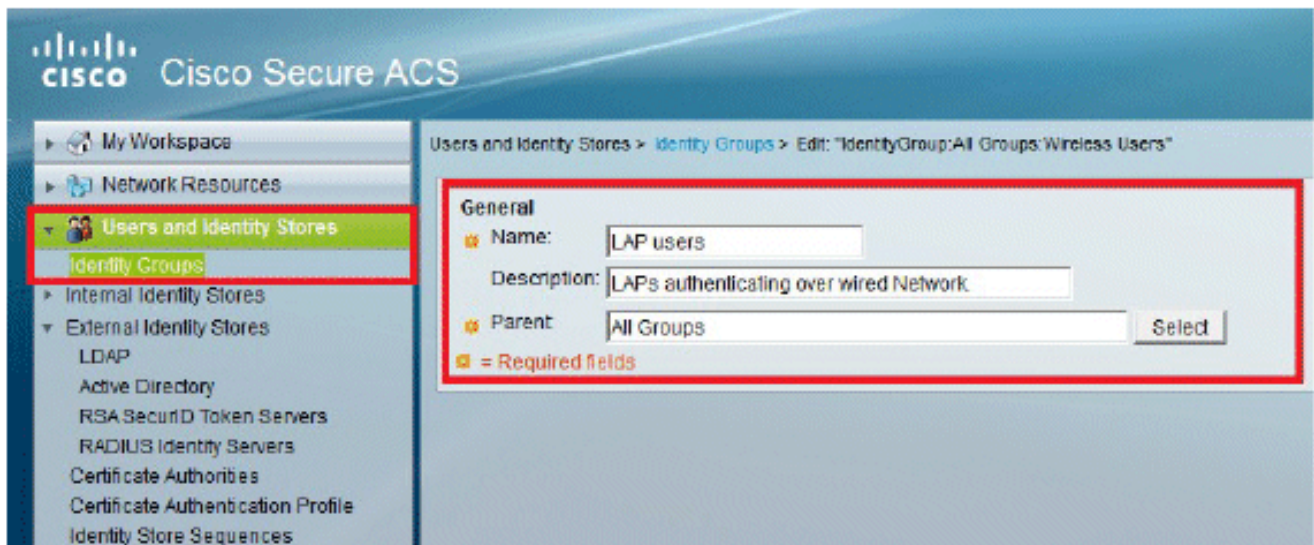 CISCO Cisco Secure ACS
My Workspace
Network Resources
Users and Identity Stores
Identity Groups
Internal Identity Stores
External Identity Stores
LDAP
Active Directory
RSA SecurID Token Servers
RADIUS Identity Servers
Certificate Authorities
Certificate Authentication Profile
Identity Store Sequences
Users and Identity Stores > Identity Groups > Edit: "IdentityGroup:All Groups:Wireless Users"
General
Name: LAP users
Description: LAPs authenticating over wired Network
Parent: All Groups Select
= Required fields